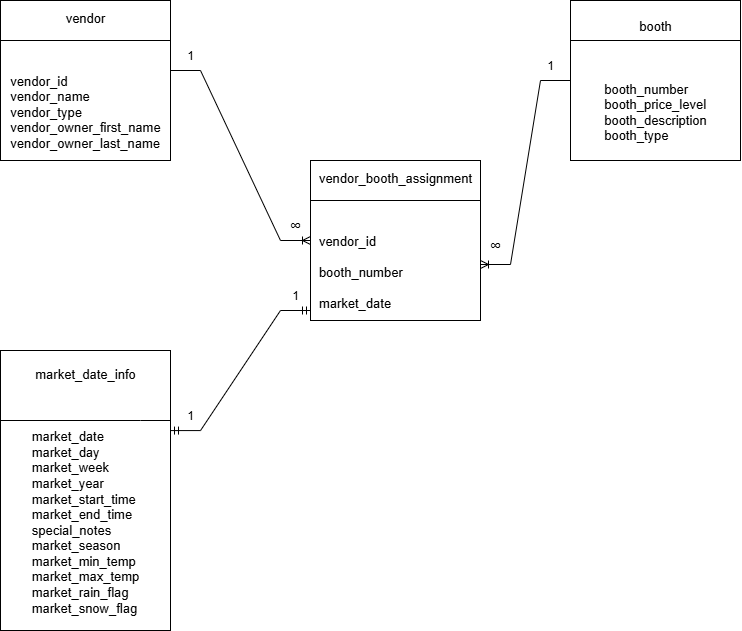 vendor
vendor_id
vendor_name
vendor_type
vendor_owner_first_name
vendor_owner_last_name
1
booth
booth_number
booth_price_level
booth_description
booth_type
1
vendor_booth_assignment
vendor_id
booth_number
market_date
∞
∞
1
1
market_date_info
market_date
market_day
market_week
market_year
market_start_time
market_end_time
special_notes
market_season
market_min_temp
market_max_temp
market_rain_flag
market_snow_flag